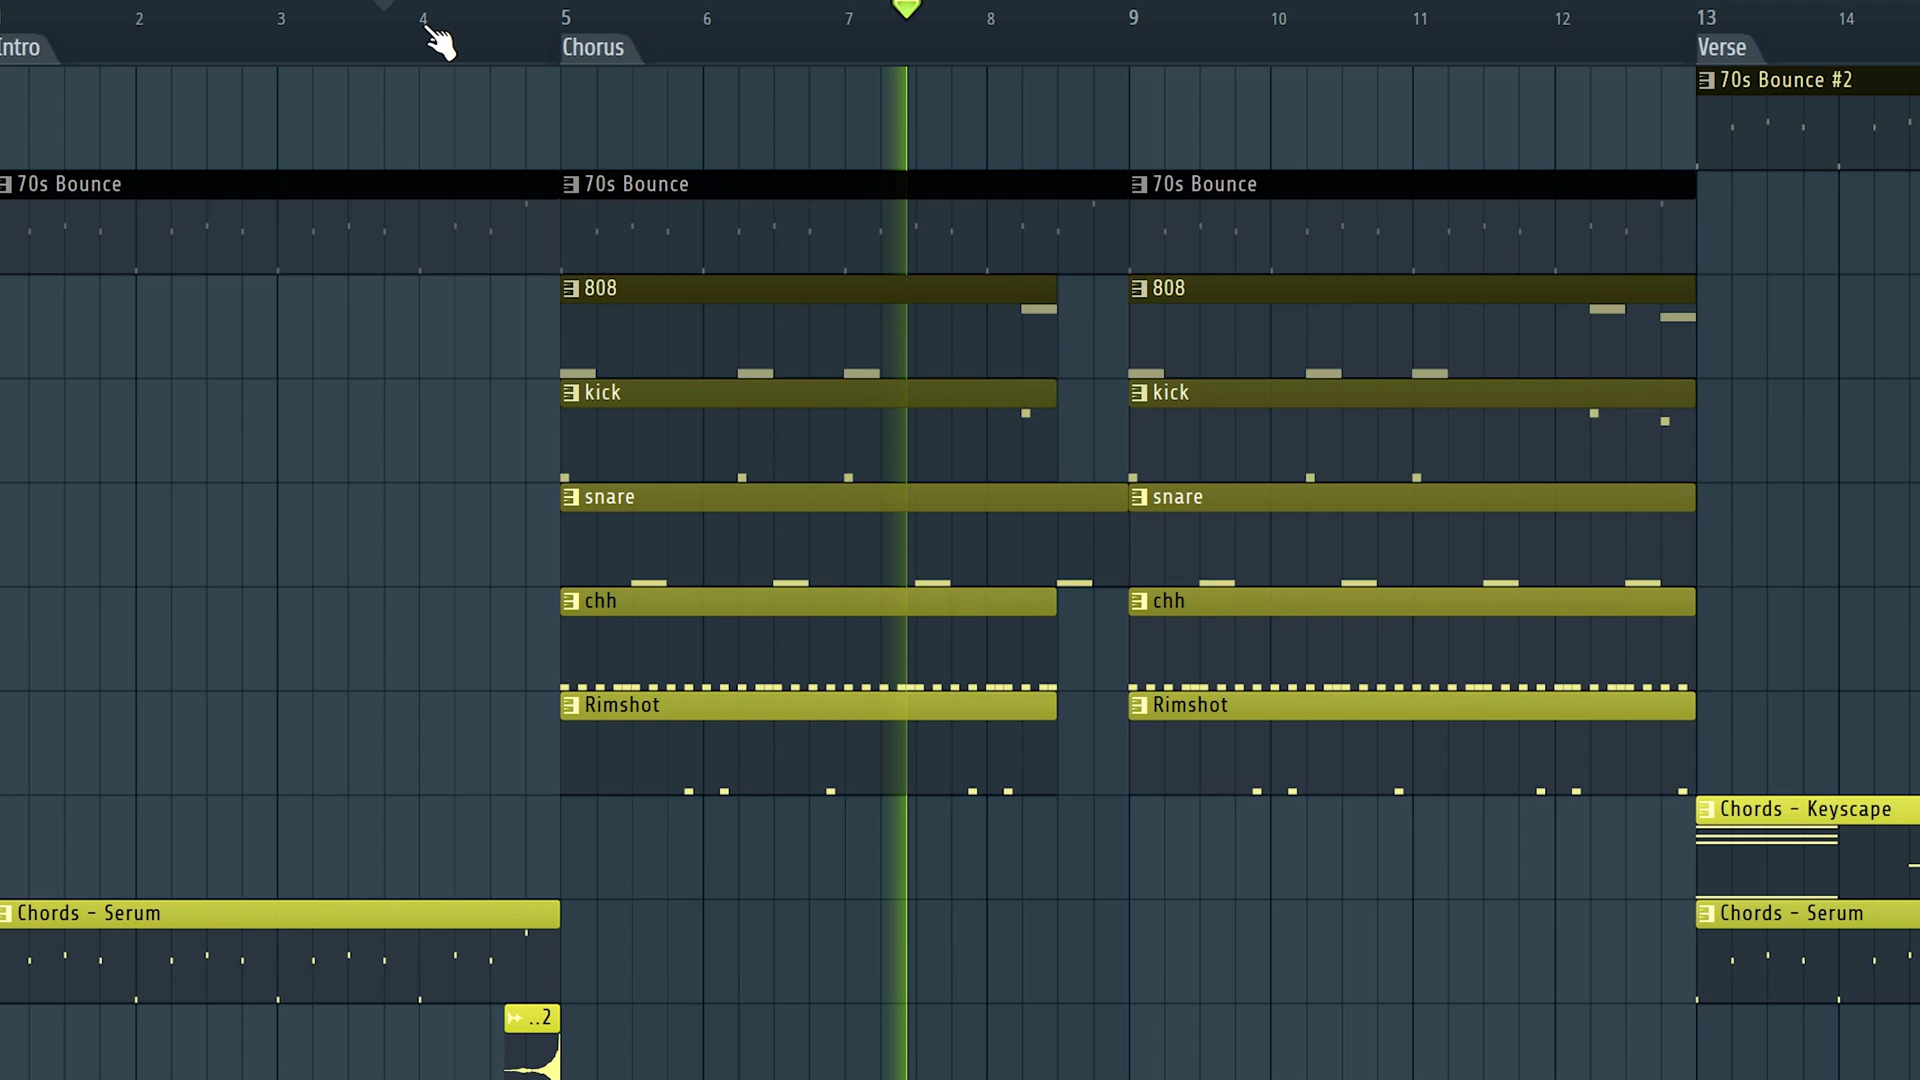 2 3 4 5 6 7 8 9 10 11 12 13 14
Intro Chorus Verse
70s Bounce #2
70s Bounce 70s Bounce 70s Bounce
808 808
kick kick
snare snare
chh chh
Rimshot Rimshot
Chords - Keyscape
Chords - Serum Chords - Serum
..2